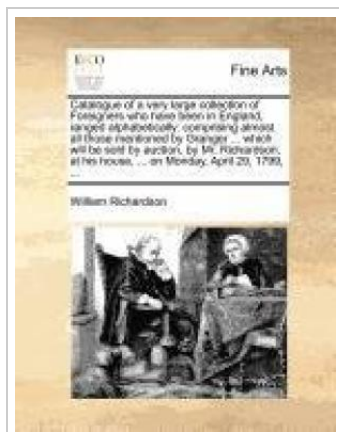 ECCO
Fine Arts
Catalogue of a very large collection of
Foreigners who have been in England,
ranged alphabetically; comprising almost
all those mentioned by Granger ... which
will be sold by auction, by Mr. Richardson,
at his house, ... on Monday, April 29, 1799,
...
William Richardson